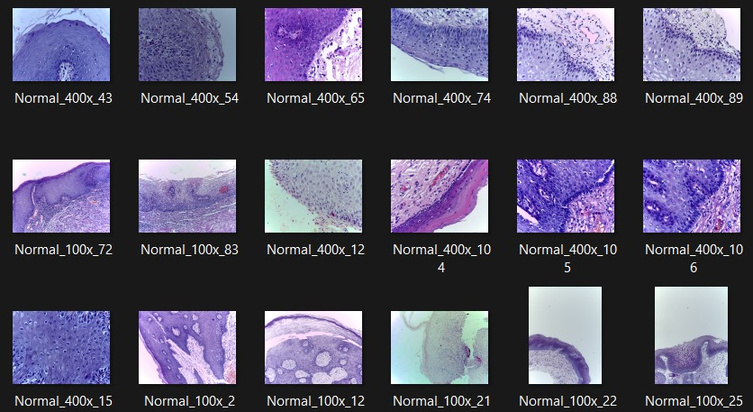 Normal_400x_43 Normal_400x_54 Normal_400x_65 Normal_400x_74 Normal_400x_88 Normal_400x_89
Normal_100x_72 Normal_100x_83 Normal_400x_12 Normal_400x_10 Normal_400x_10 Normal_400x_10
4 5 6
Normal_400x_15 Normal_100x_2 Normal_100x_12 Normal_100x_21 Normal_100x_22 Normal_100x_25